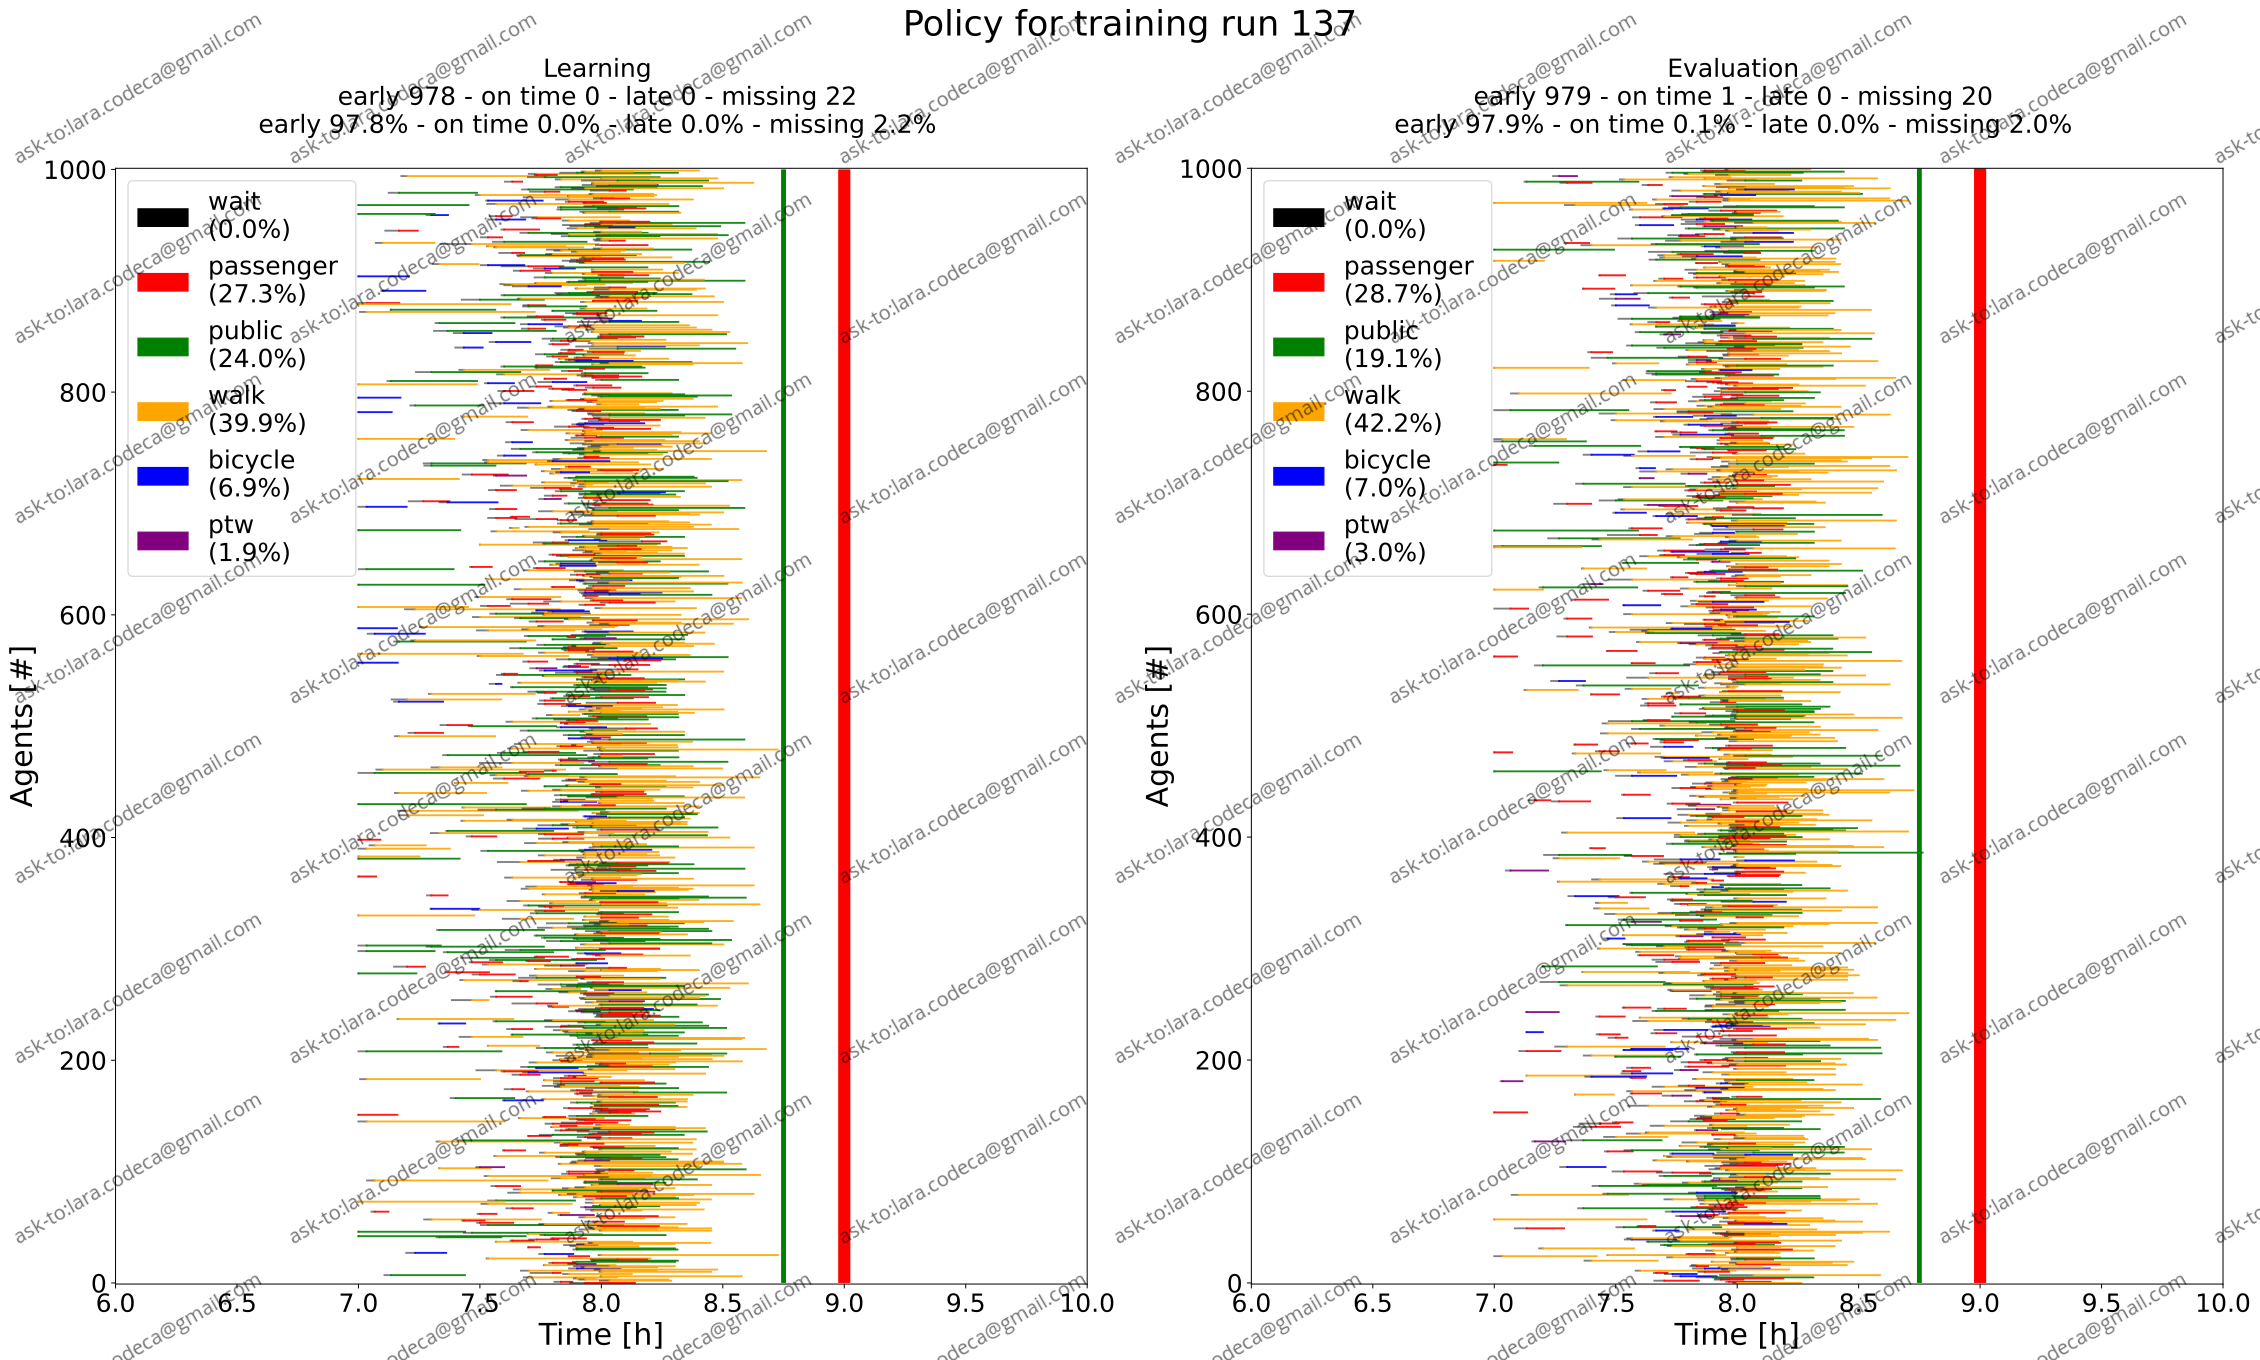 Policy for training run 137
Learning
early 978 - on time 0 - late 0 - missing 22
early 97.8% - on time 0.0% - late 0.0% - missing 2.2%
Evaluation
early 979 - on time 1 - late 0 - missing 20
early 97.9% - on time 0.1% - late 0.0% - missing 2.0%
1000
800
600
400
200
0
Agents [#]
wait
(0.0%)
passenger
(27.3%)
public
(24.0%)
walk
(39.9%)
bicycle
(6.9%)
ptw
(1.9%)
6.0 6.5 7.0 7.5 8.0 8.5 9.0 9.5 10.0
Time [h]
1000
800
600
400
200
0
Agents [#]
wait
(0.0%)
passenger
(28.7%)
public
(19.1%)
walk
(42.2%)
bicycle
(7.0%)
ptw
(3.0%)
6.0 6.5 7.0 7.5 8.0 8.5 9.0 9.5 10.0
Time [h]
ask-to:lara.codeca@gmail.com